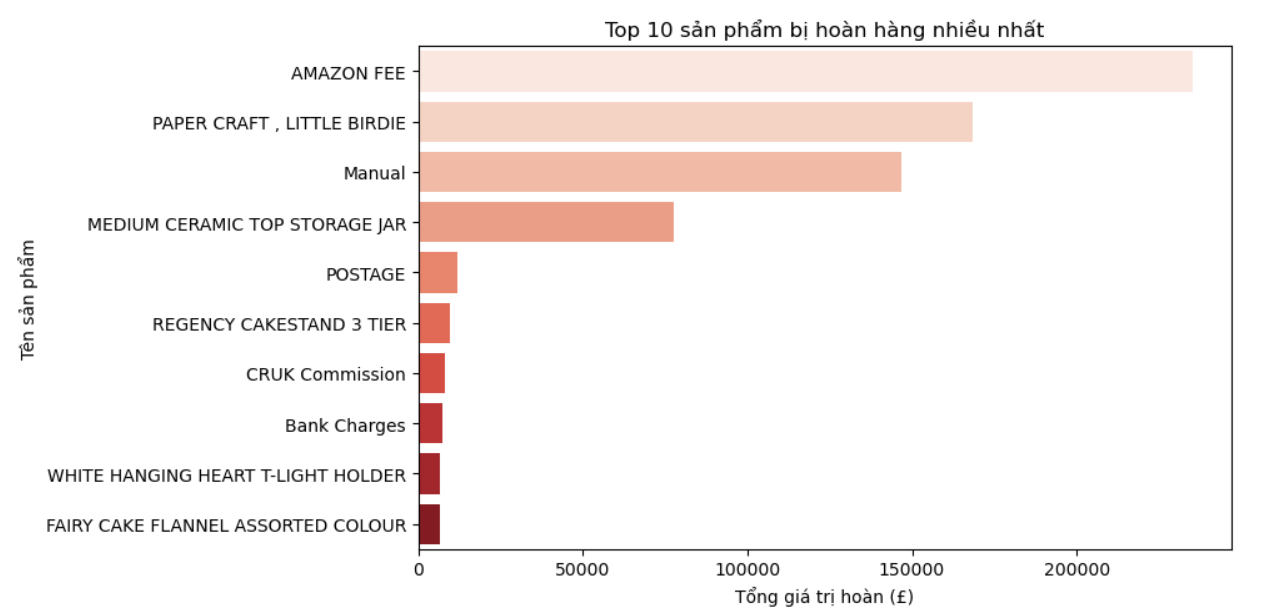 Top 10 sản phẩm bị hoàn hàng nhiều nhất
Tên sản phẩm
AMAZON FEE
PAPER CRAFT , LITTLE BIRDIE
Manual
MEDIUM CERAMIC TOP STORAGE JAR
POSTAGE
REGENCY CAKESTAND 3 TIER
CRUK Commission
Bank Charges
WHITE HANGING HEART T-LIGHT HOLDER
FAIRY CAKE FLANNEL ASSORTED COLOUR
0 50000 100000 150000 200000
Tổng giá trị hoàn (£)